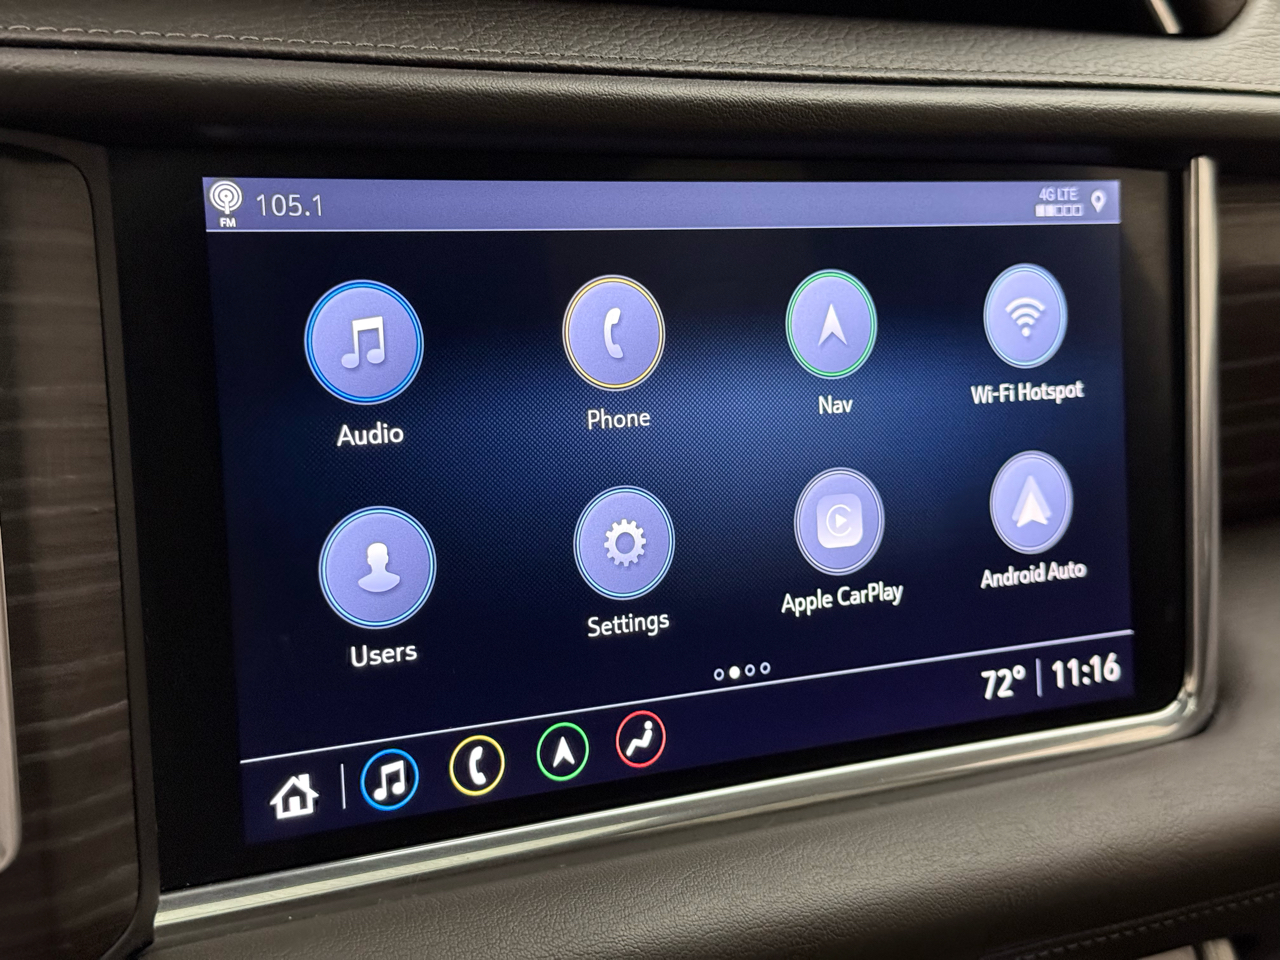 FM 105.1 4G LTE
Audio Phone Nav Wi-Fi Hotspot
Users Settings Apple CarPlay Android Auto
72° 11:16